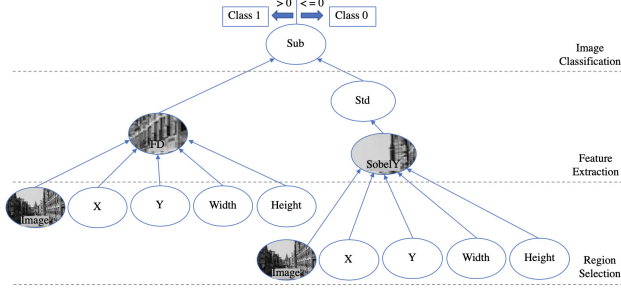 > 0 <= 0
Class 1 Class 0
Sub
Image
Classification
Std
FD
SobelY
Feature
Extraction
Image X Y Width Height
Image X Y Width Height
Region
Selection